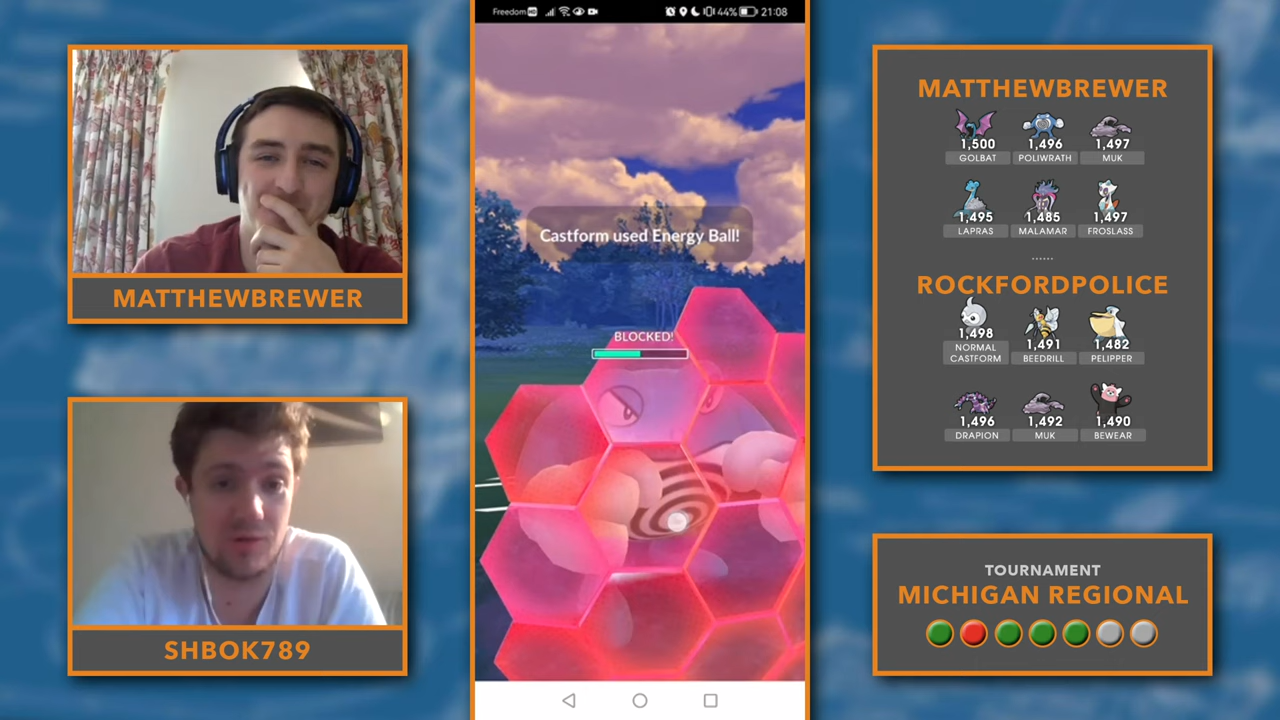 MATTHEWBREWER
SHBOK789
Freedom HD
44% 21:08
Castform used Energy Ball!
BLOCKED!
MATTHEWBREWER
1,500 1,496 1,497
GOLBAT POLIWRATH MUK
1,495 1,485 1,497
LAPRAS MALAMAR FROSLASS
......
ROCKFORDPOLICE
1,498 1,491 1,482
NORMAL CASTFORM BEEDRILL PELIPPER
1,496 1,492 1,490
DRAPION MUK BEWEAR
TOURNAMENT
MICHIGAN REGIONAL